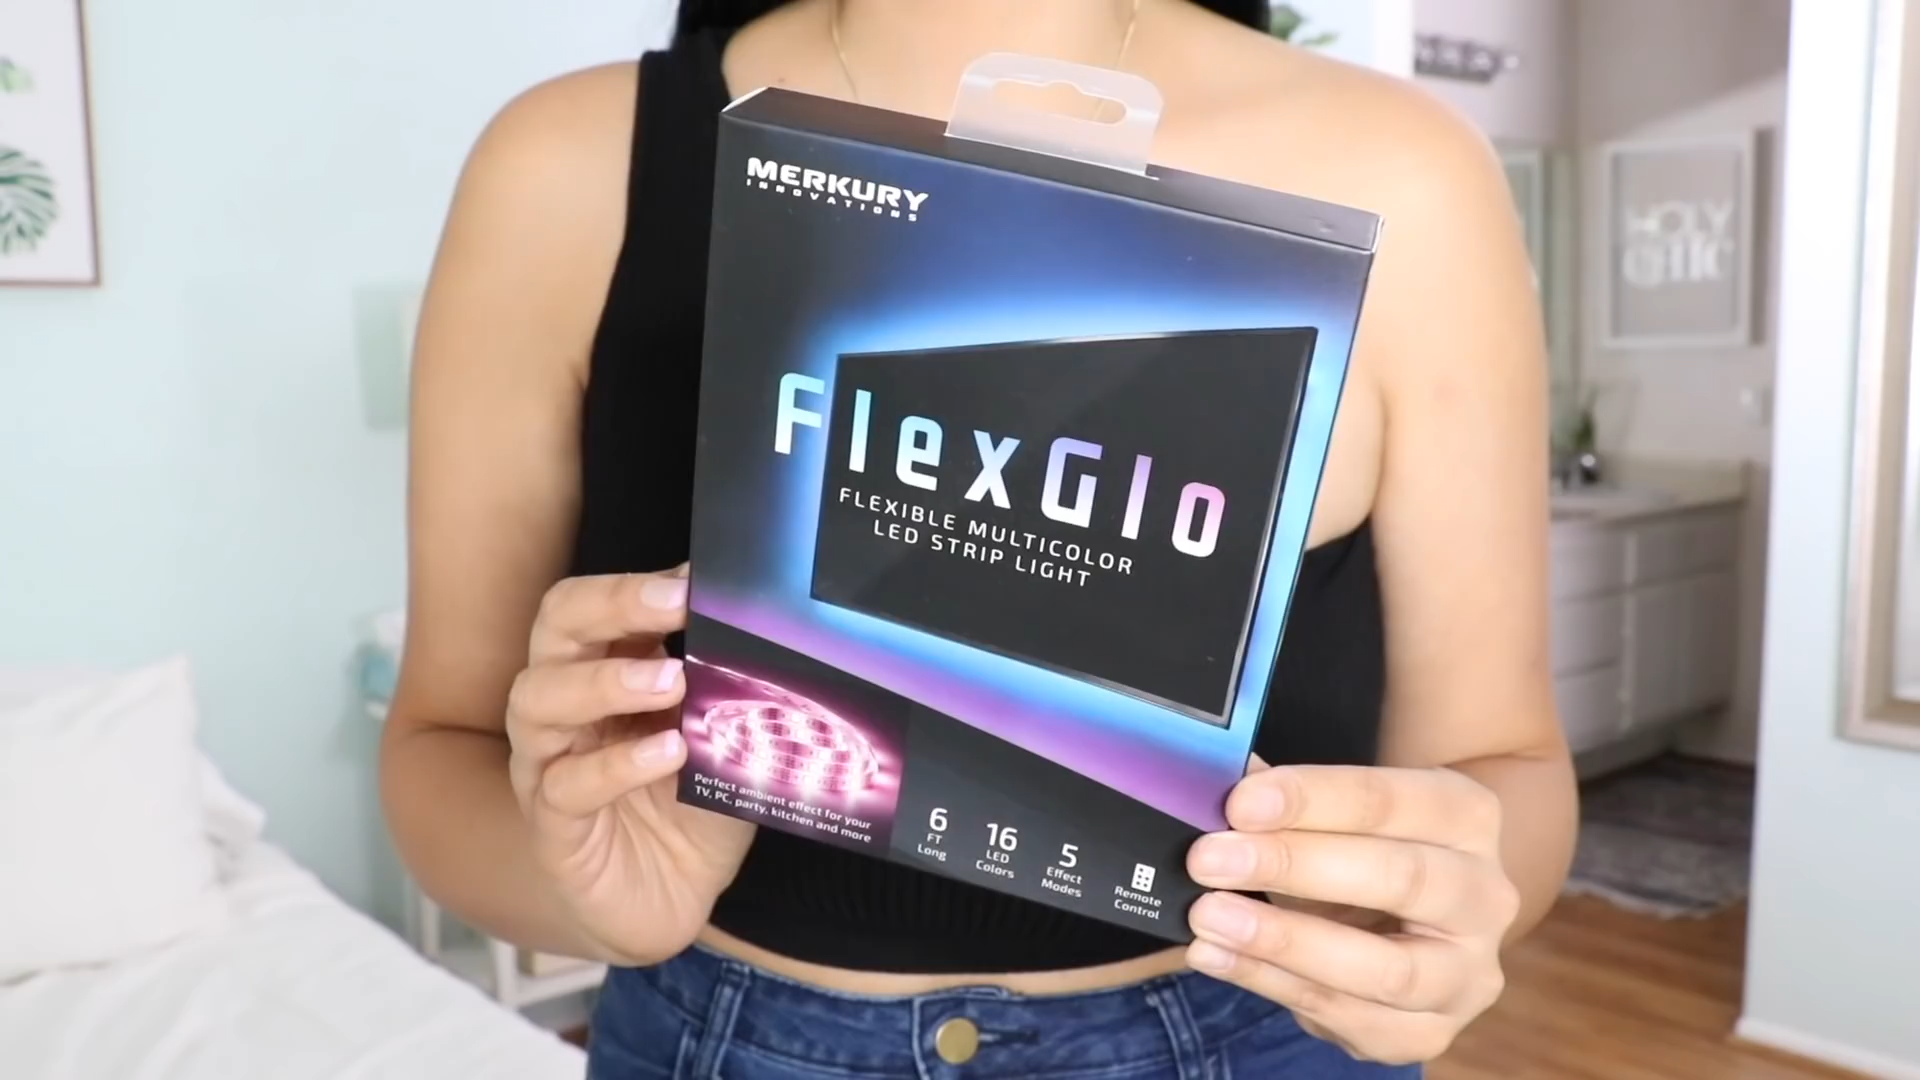 MERKURY
INNOVATIONS
FlexGlo
FLEXIBLE MULTICOLOR
LED STRIP LIGHT
Perfect ambient effect for your
TV, PC, party, kitchen and more
6
FT
Long
16
LED
Colors
5
Effect
Modes
Remote
Control
HOLY